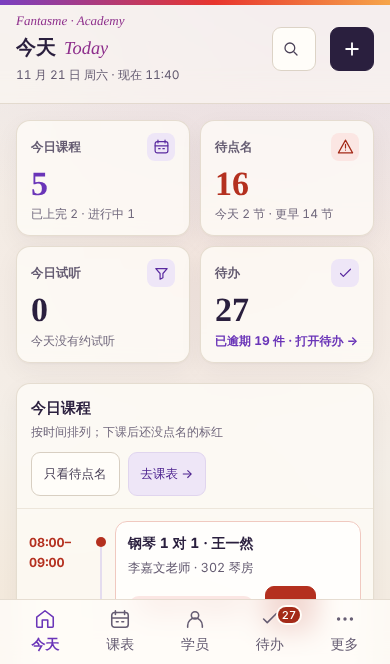 Fantasme · Academy
今天 Today
11 月 21 日 周六 · 现在 11:40
今日课程
5
已上完 2 · 进行中 1
待点名
16
今天 2 节 · 更早 14 节
今日试听
0
今天没有约试听
待办
27
已逾期 19 件 · 打开待办 →
今日课程
按时间排列；下课后还没点名的标红
只看待点名
去课表 →
08:00–
09:00
钢琴 1 对 1 · 王一然
李嘉文老师 · 302 琴房
今天
课表
学员
27
待办
更多